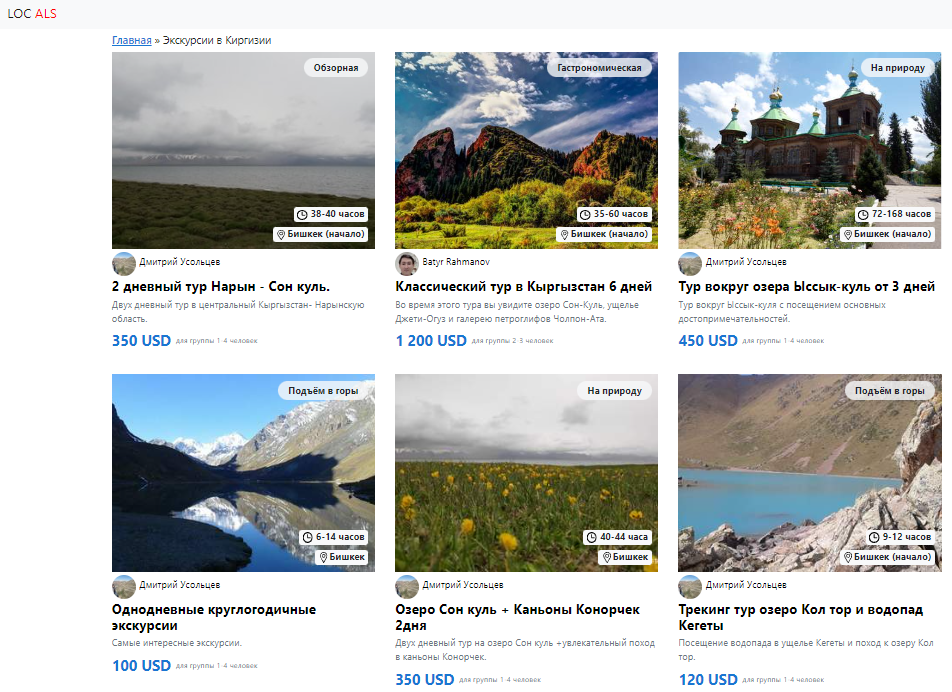 LOC ALS
Главная » Экскурсии в Киргизии
Обзорная
38-40 часов
Бишкек (начало)
Дмитрий Усольцев
2 дневный тур Нарын - Сон куль.
Двух дневный тур в центральный Кыргызстан- Нарынскую
область.
350 USD для группы 1-4 человек
Гастрономическая
35-60 часов
Бишкек (начало)
Batyr Rahmanov
Классический тур в Кыргызстан 6 дней
Во время этого тура вы увидите озеро Сон-Куль, ущелье
Джети-Огуз и галерею петроглифов Чолпон-Ата.
1 200 USD для группы 2-3 человек
На природу
72-168 часов
Бишкек (начало)
Дмитрий Усольцев
Тур вокруг озера Ыссык-куль от 3 дней
Тур вокруг Ыссык-куля с посещением основных
достопримечательностей.
450 USD для группы 1-4 человек
Подъём в горы
6-14 часов
Бишкек
Дмитрий Усольцев
Однодневные круглогодичные
экскурсии
Самые интересные экскурсии.
100 USD для группы 1-4 человек
На природу
40-44 часа
Бишкек
Дмитрий Усольцев
Озеро Сон куль + Каньоны Конорчек
2дня
Двух дневный тур на озеро Сон куль +увлекательный поход
в каньоны Конорчек.
350 USD для группы 1-4 человек
Подъём в горы
9-12 часов
Бишкек (начало)
Дмитрий Усольцев
Трекинг тур озеро Кол тор и водопад
Кегеты
Посещение водопада в ущелье Кегеты и поход к озеру Кол
тор.
120 USD для группы 1-4 человек